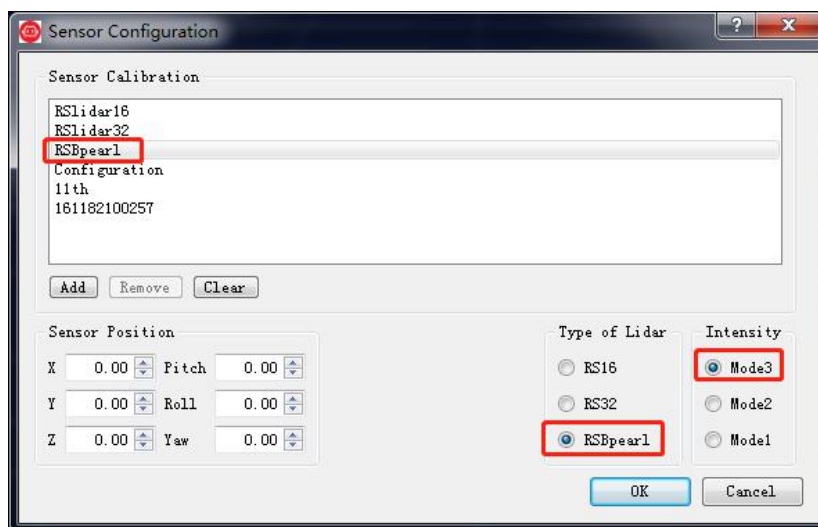 Sensor Configuration
?
X
Sensor Calibration
RSlidar16
RSlidar32
RSBpearl
Configuration
11th
161182100257
Add Remove Clear
Sensor Position Type of Lidar Intensity
X 0.00 Pitch 0.00 RS16 Mode3
Y 0.00 Roll 0.00 RS32 Mode2
Z 0.00 Yaw 0.00 RSBpearl Mode1
OK Cancel